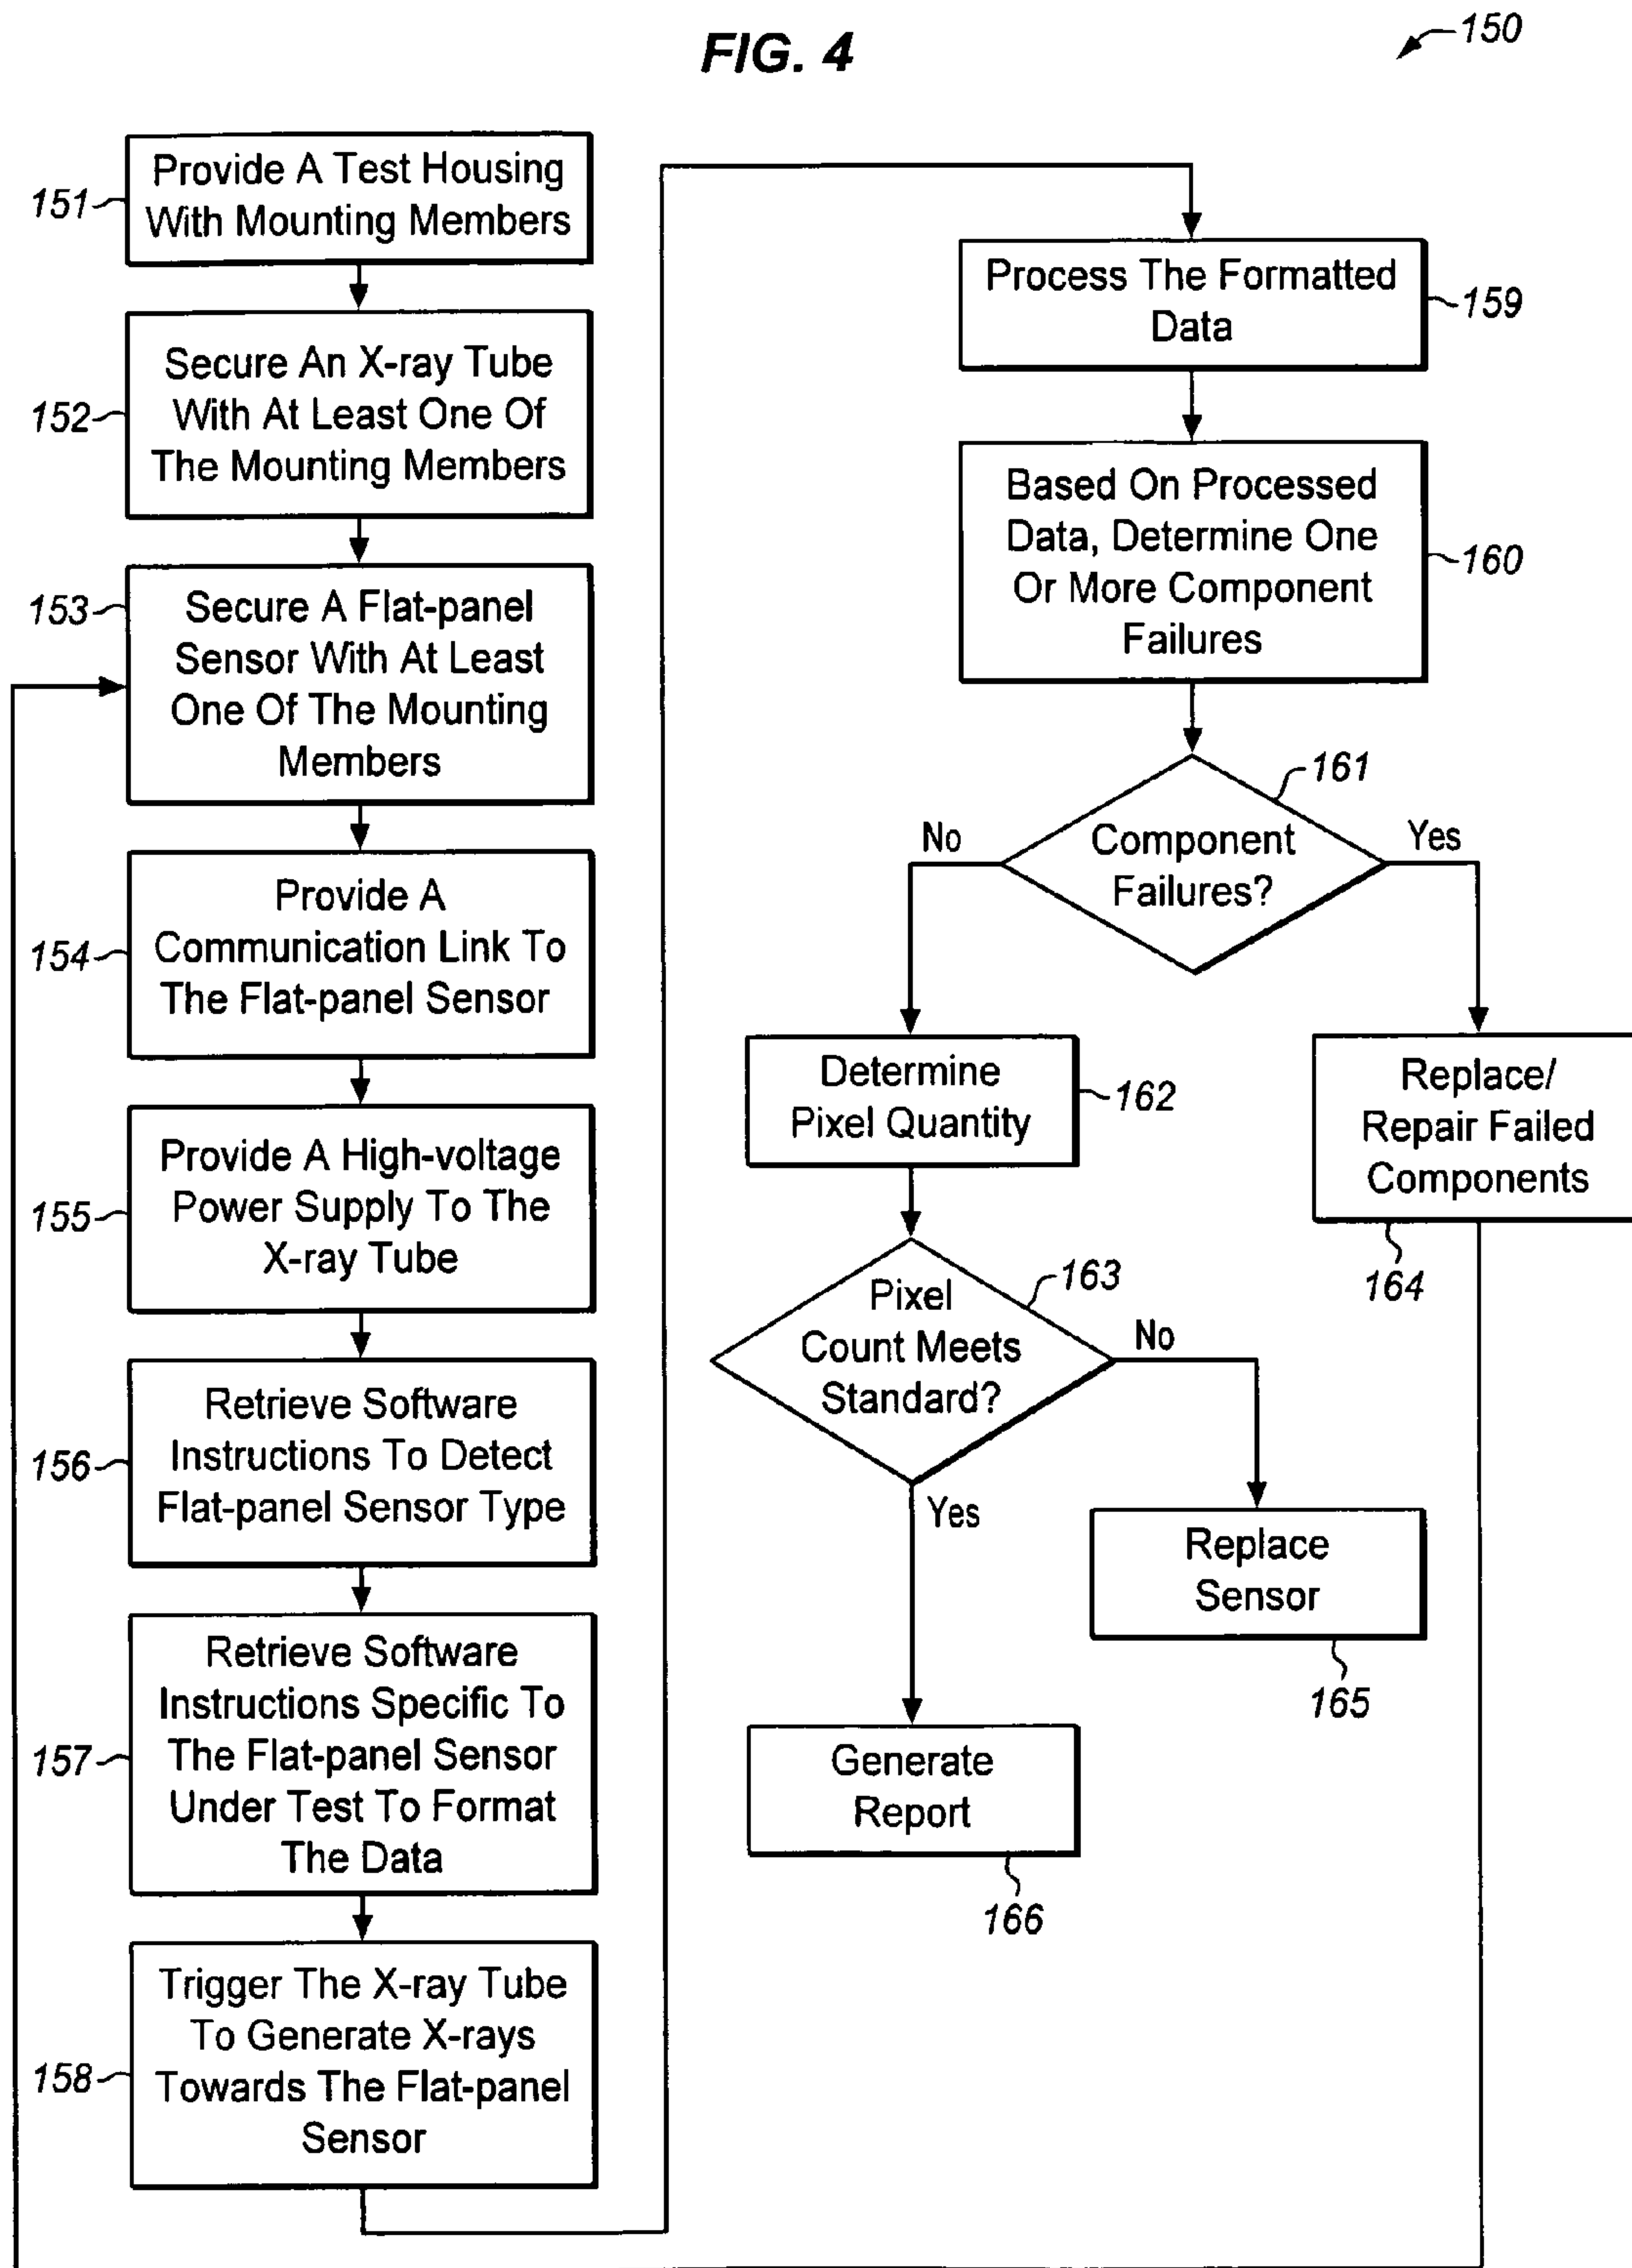 FIG. 4
150
151
Provide A Test Housing
With Mounting Members
152
Secure An X-ray Tube
With At Least One Of
The Mounting Members
153
Secure A Flat-panel
Sensor With At Least
One Of The Mounting
Members
154
Provide A
Communication Link To
The Flat-panel Sensor
155
Provide A High-voltage
Power Supply To The
X-ray Tube
156
Retrieve Software
Instructions To Detect
Flat-panel Sensor Type
157
Retrieve Software
Instructions Specific To
The Flat-panel Sensor
Under Test To Format
The Data
158
Trigger The X-ray Tube
To Generate X-rays
Towards The Flat-panel
Sensor
Process The Formatted
Data
159
Based On Processed
Data, Determine One
Or More Component
Failures
160
161
Component
Failures?
No
Yes
Determine
Pixel Quantity
162
Replace/
Repair Failed
Components
164
163
Pixel
Count Meets
Standard?
No
Yes
Replace
Sensor
165
Generate
Report
166